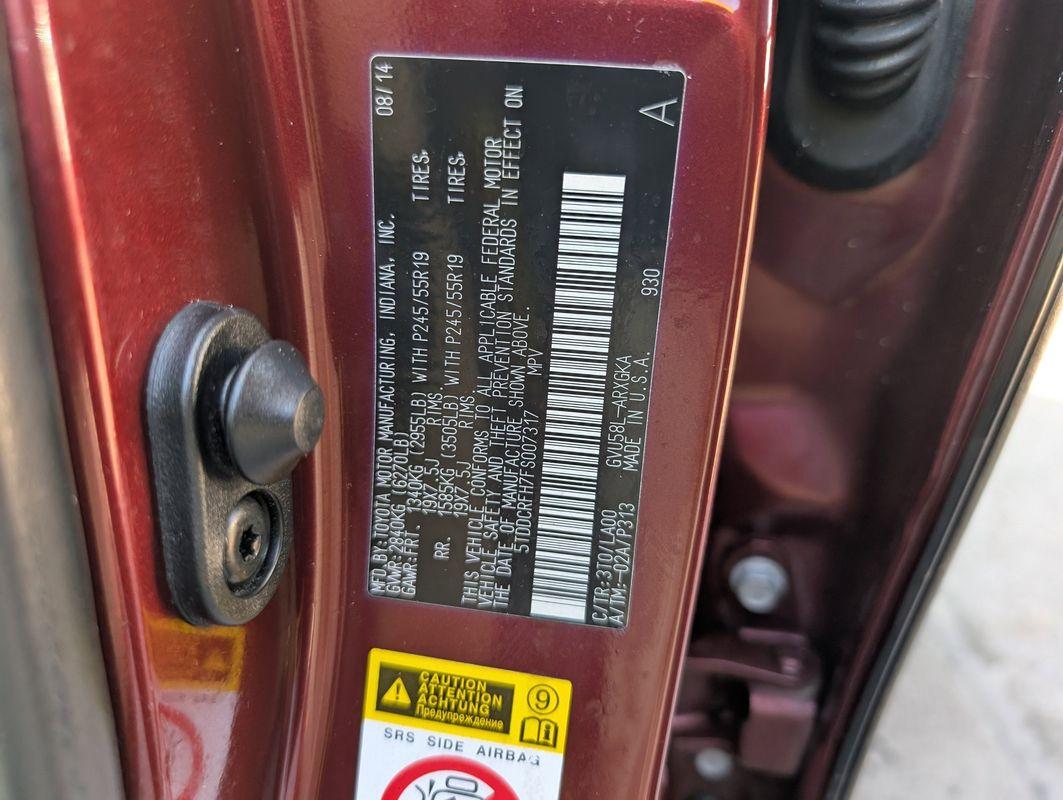 MFD.BY:TOYOTA MOTOR MANUFACTURING, INDIANA, INC. 08/14
GVWR:2840KG (6270LB)
GAWR:FRT. 1340KG (2955LB) WITH P245/55R19 TIRES,
19X7.5J RIMS.
RR. 1585KG (3505LB) WITH P245/55R19 TIRES,
19X7.5J RIMS.
THIS VEHICLE CONFORMS TO ALL APPLICABLE FEDERAL MOTOR
VEHICLE SAFETY AND THEFT PREVENTION STANDARDS IN EFFECT ON
THE DATE OF MANUFACTURE SHOWN ABOVE.
5TDDCRFH7FS007317 MPV
C/TR:3T0/LA00 GVU58L-ARXGKA 930 A
A/TM:-02A/P313 MADE IN U.S.A.
CAUTION
ATTENTION
ACHTUNG
Предупреждение
9
SRS SIDE AIRBAG